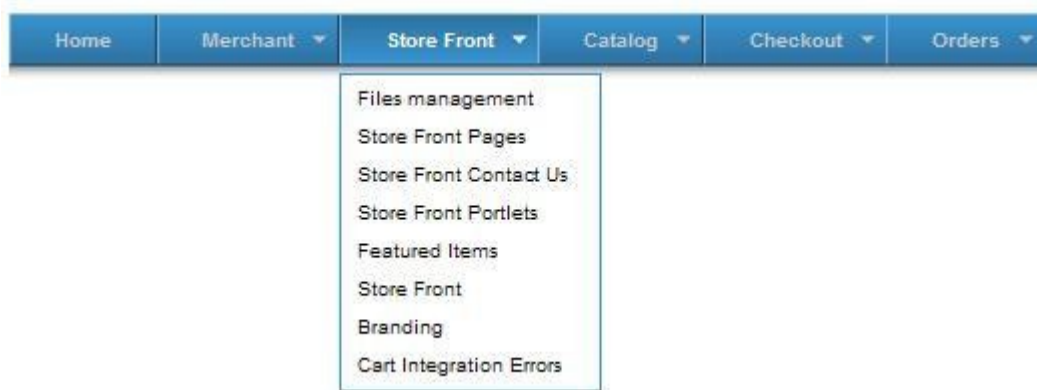 Home Merchant Store Front Catalog Checkout Orders
Files management
Store Front Pages
Store Front Contact Us
Store Front Portlets
Featured Items
Store Front
Branding
Cart Integration Errors